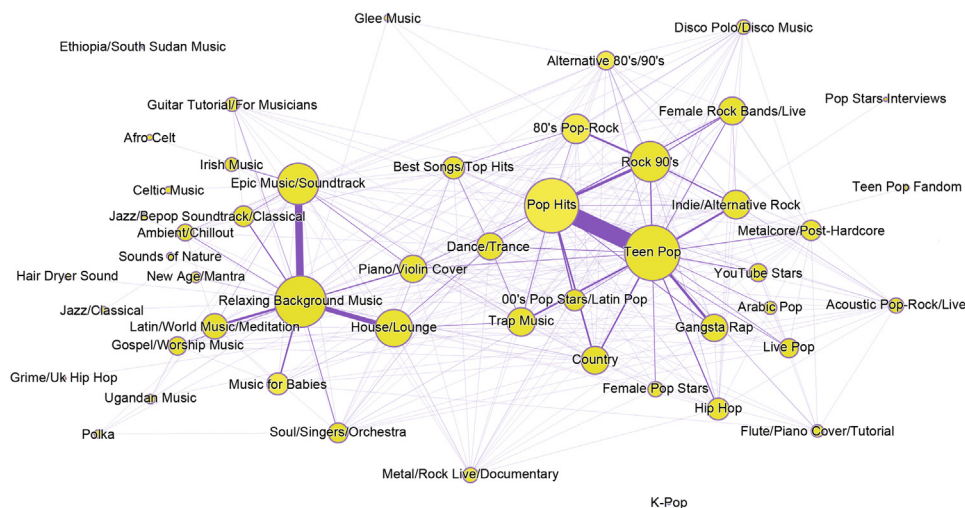 Glee Music
Disco Polo/Disco Music
Ethiopia/South Sudan Music
Alternative 80's/90's
Guitar Tutorial/For Musicians
Pop Stars Interviews
Female Rock Bands/Live
80's Pop-Rock
Afro Celt
Irish Music
Best Songs/Top Hits
Rock 90's
Epic Music/Soundtrack
Celtic Music
Teen Pop Fandom
Pop Hits
Indie/Alternative Rock
Jazz/Bepop Soundtrack/Classical
Ambient/Chillout
Metalcore/Post-Hardcore
Dance/Trance
Teen Pop
Sounds of Nature
Piano/Violin Cover
Hair Dryer Sound
New Age/Mantra
YouTube Stars
Relaxing Background Music
00's Pop Stars/Latin Pop
Arabic Pop
Acoustic Pop-Rock/Live
Jazz/Classical
Trap Music
Latin/World Music/Meditation
House/Lounge
Gangsta Rap
Gospel/Worship Music
Live Pop
Country
Grime/Uk Hip Hop
Music for Babies
Female Pop Stars
Ugandan Music
Hip Hop
Polka
Soul/Singers/Orchestra
Flute/Piano Cover/Tutorial
Metal/Rock Live/Documentary
K-Pop